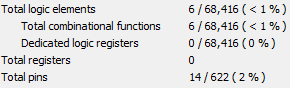 Total logic elements 6 / 68,416 ( < 1 % )
Total combinational functions 6 / 68,416 ( < 1 % )
Dedicated logic registers 0 / 68,416 ( 0 % )
Total registers 0
Total pins 14 / 622 ( 2 % )